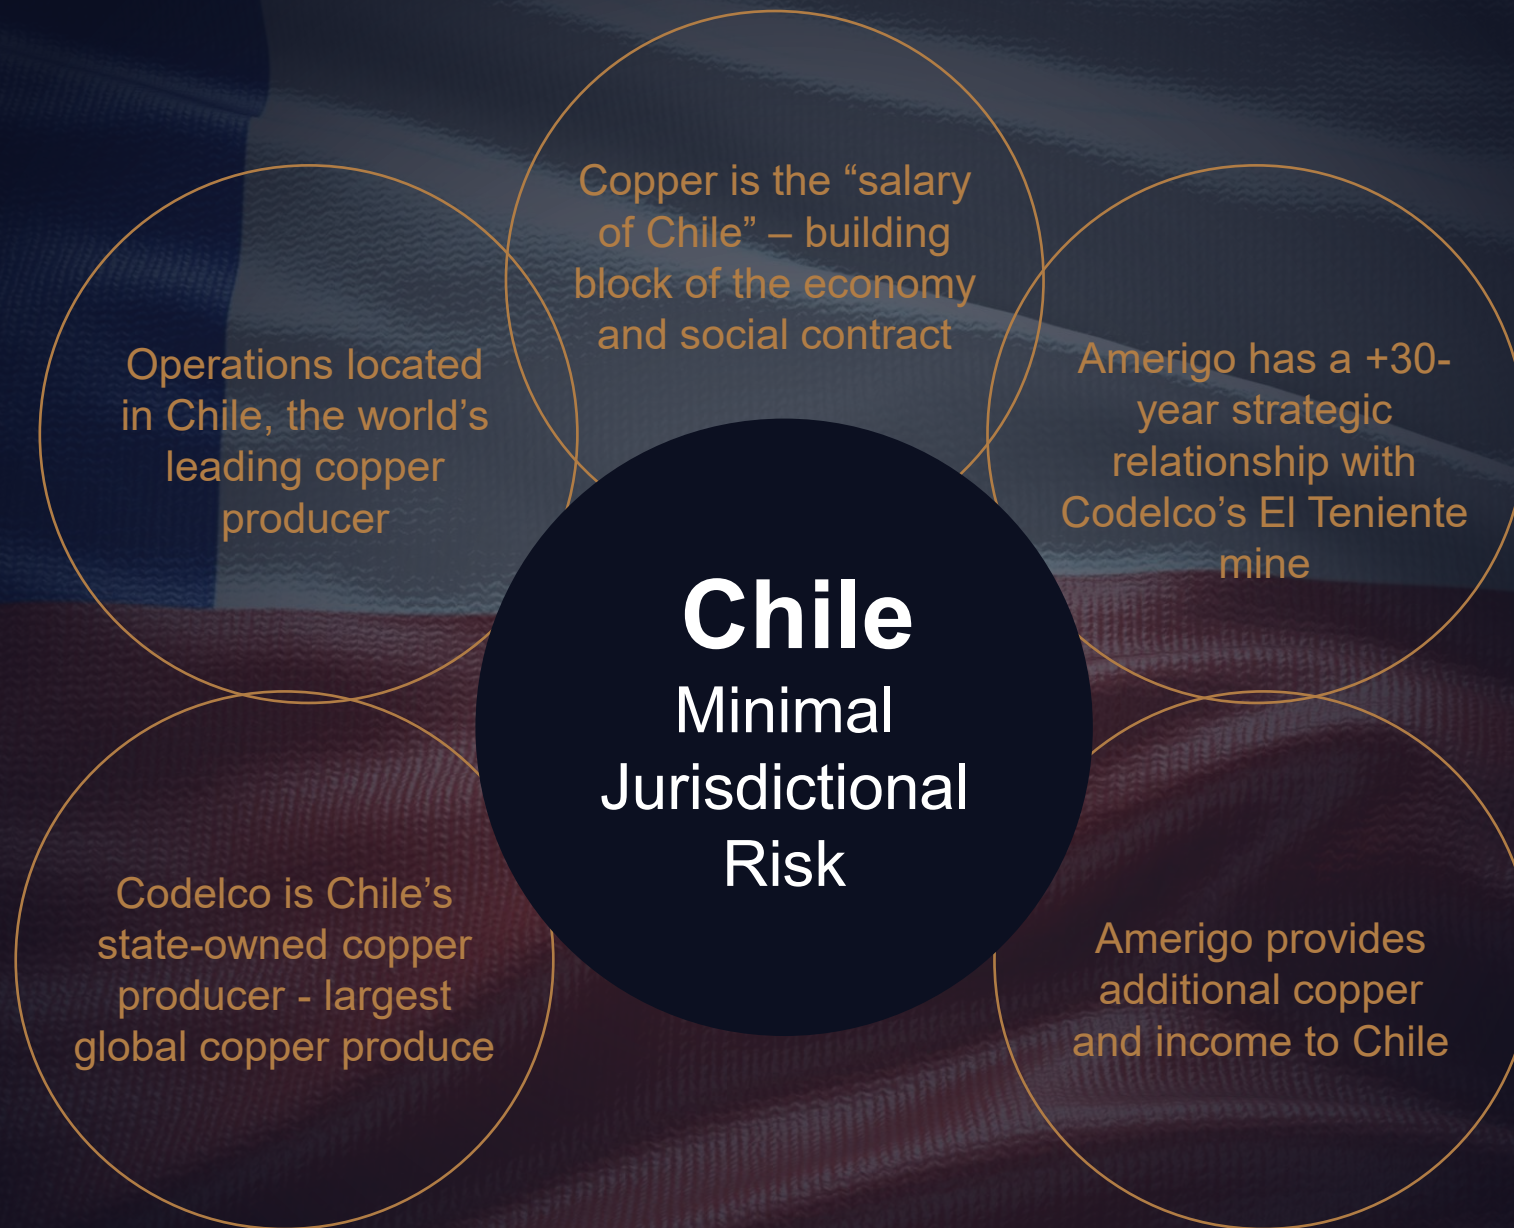 Copper is the “salary
of Chile” – building
block of the economy
and social contract
Operations located
in Chile, the world’s
leading copper
producer
Amerigo has a +30-
year strategic
relationship with
Codelco’s El Teniente
mine
Chile
Minimal
Jurisdictional
Risk
Codelco is Chile’s
state-owned copper
producer - largest
global copper produce
Amerigo provides
additional copper
and income to Chile